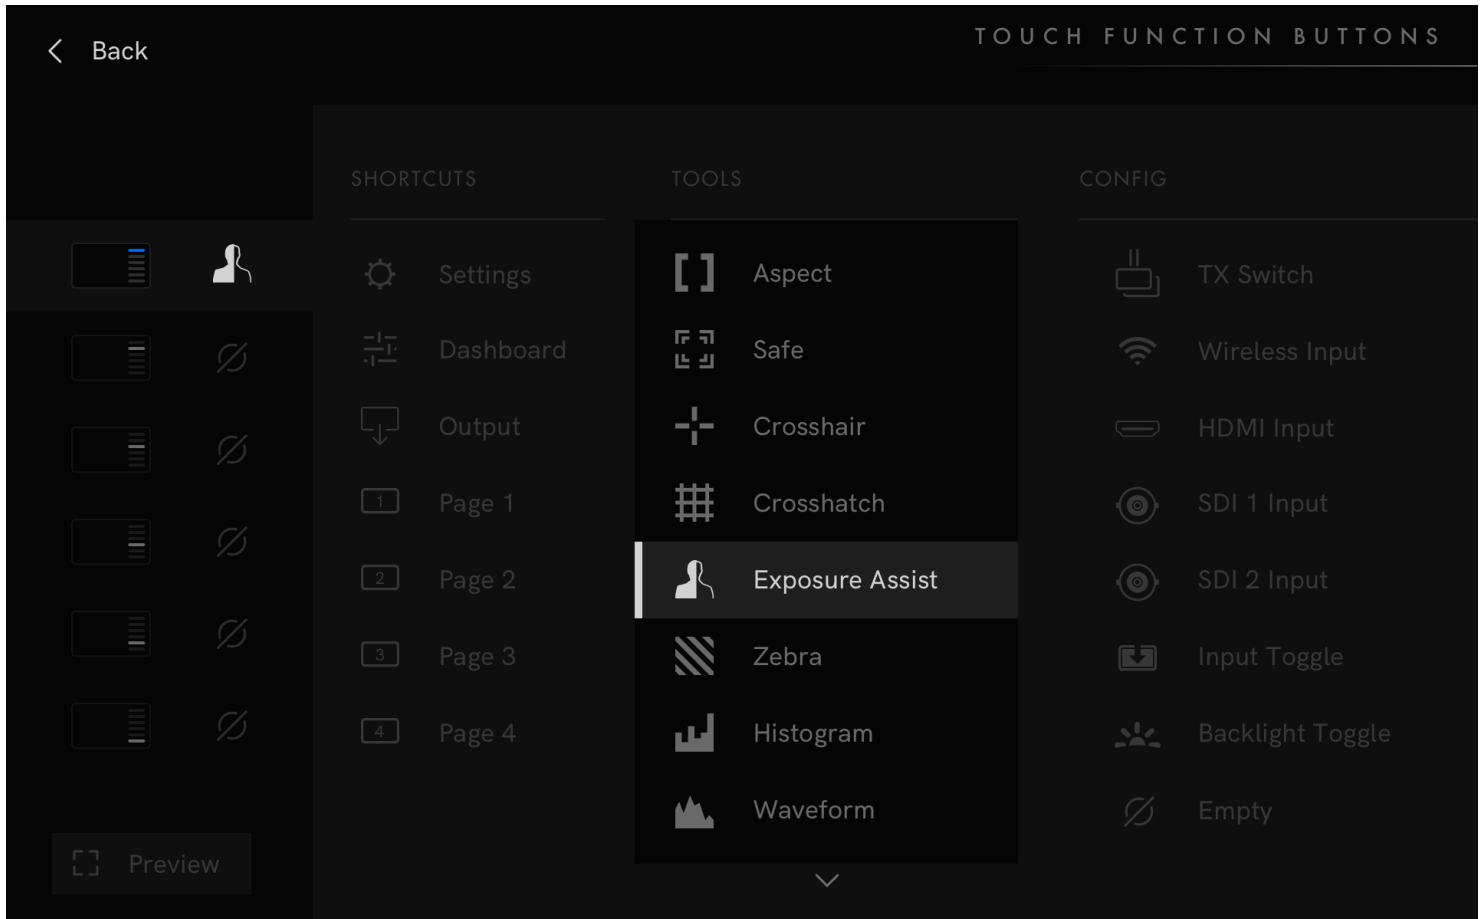 Back
TOUCH FUNCTION BUTTONS
SHORTCUTS
Settings
Dashboard
Output
1 Page 1
2 Page 2
3 Page 3
4 Page 4
TOOLS
Aspect
Safe
Crosshair
Crosshatch
Exposure Assist
Zebra
Histogram
Waveform
CONFIG
TX Switch
Wireless Input
HDMI Input
SDI 1 Input
SDI 2 Input
Input Toggle
Backlight Toggle
Empty
Preview